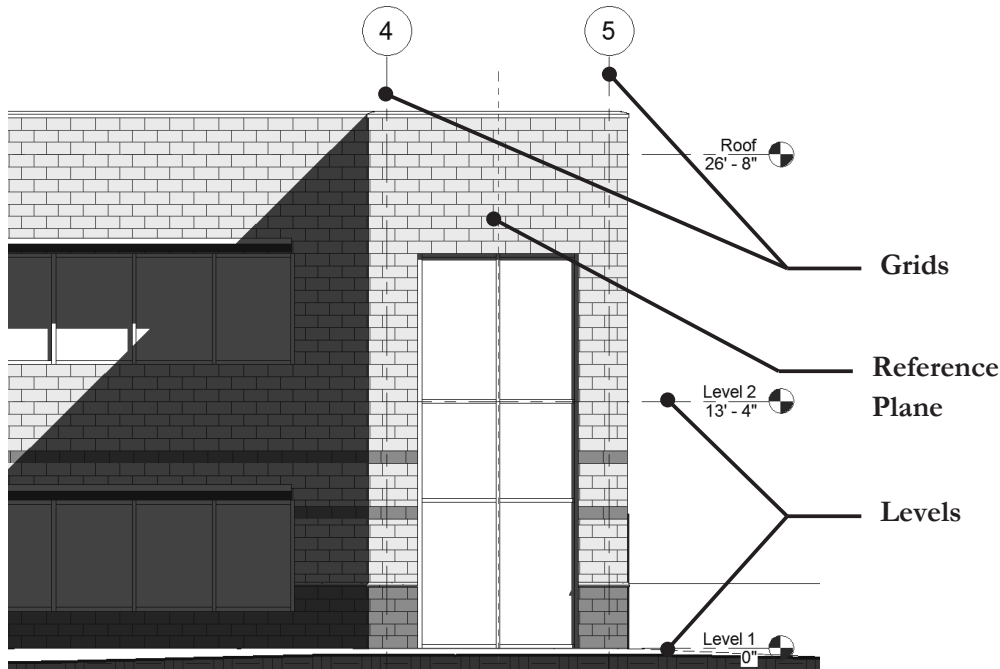 4
5
Roof
26' - 8"
Grids
Reference
Plane
Level 2
13' - 4"
Levels
Level 1
0"